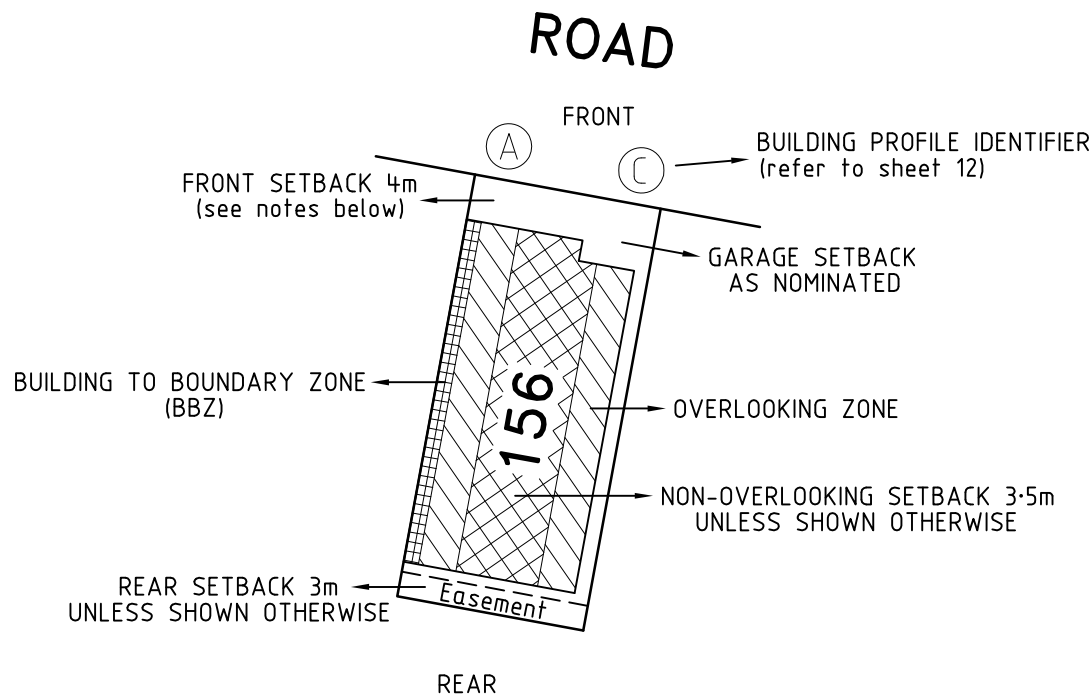 ROAD
FRONT
A
C
BUILDING PROFILE IDENTIFIER
(refer to sheet 12)
FRONT SETBACK 4m
(see notes below)
GARAGE SETBACK
AS NOMINATED
BUILDING TO BOUNDARY ZONE
(BBZ)
156
OVERLOOKING ZONE
NON-OVERLOOKING SETBACK 3·5m
UNLESS SHOWN OTHERWISE
REAR SETBACK 3m
UNLESS SHOWN OTHERWISE
Easement
REAR